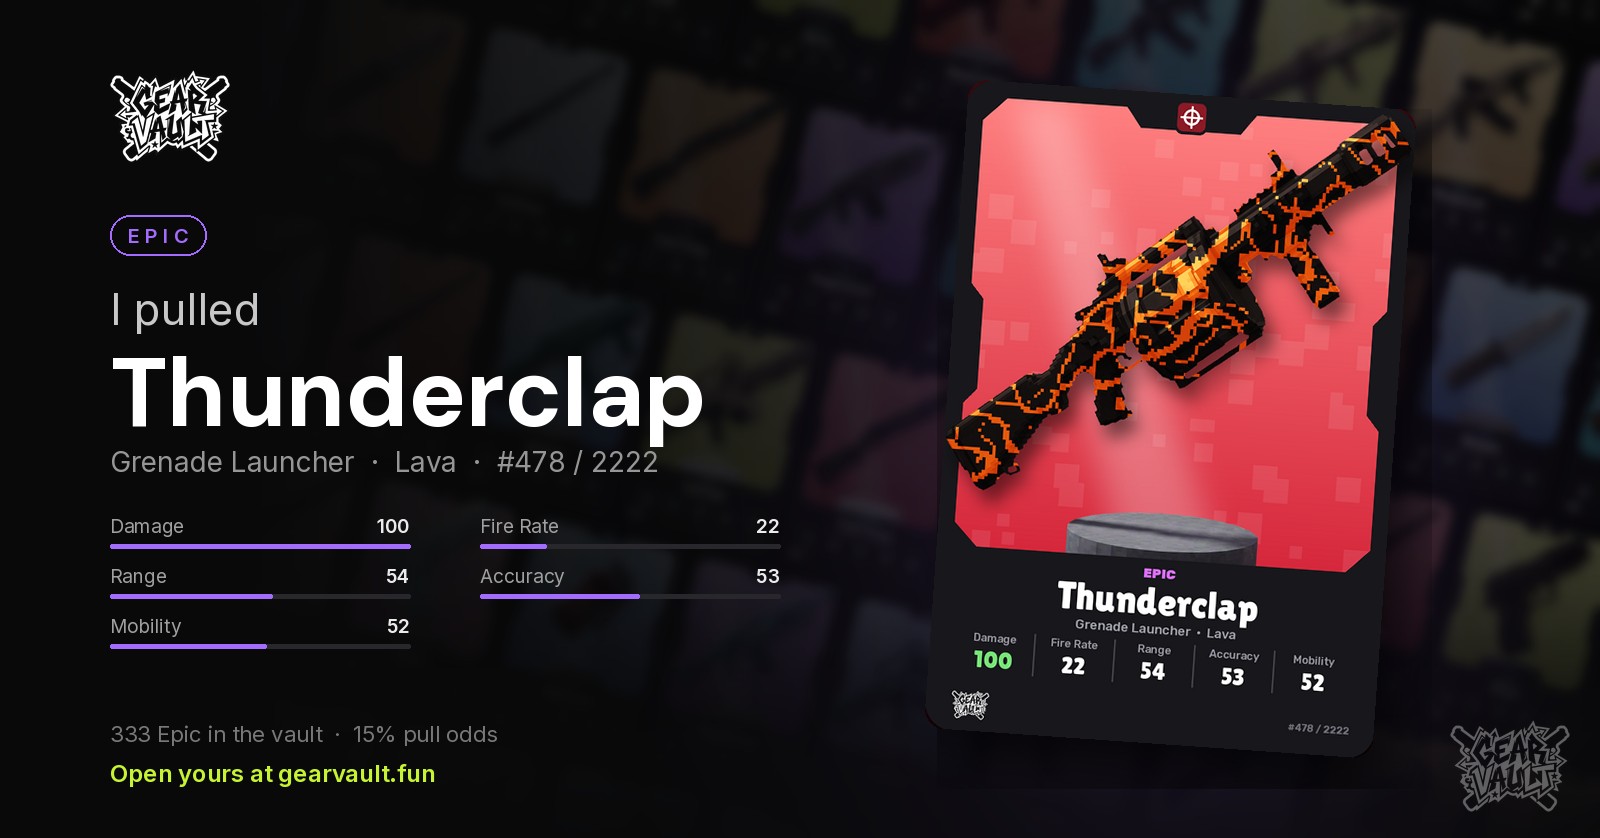 GEAR
VAULT
EPIC
I pulled
Thunderclap
Grenade Launcher · Lava · #478 / 2222
Damage 100
Fire Rate 22
Range 54
Accuracy 53
Mobility 52
333 Epic in the vault · 15% pull odds
Open yours at gearvault.fun
EPIC
Thunderclap
Grenade Launcher • Lava
Damage Fire Rate Range Accuracy Mobility
100 22 54 53 52
GEAR
VAULT
#478 / 2222
GEAR
VAULT